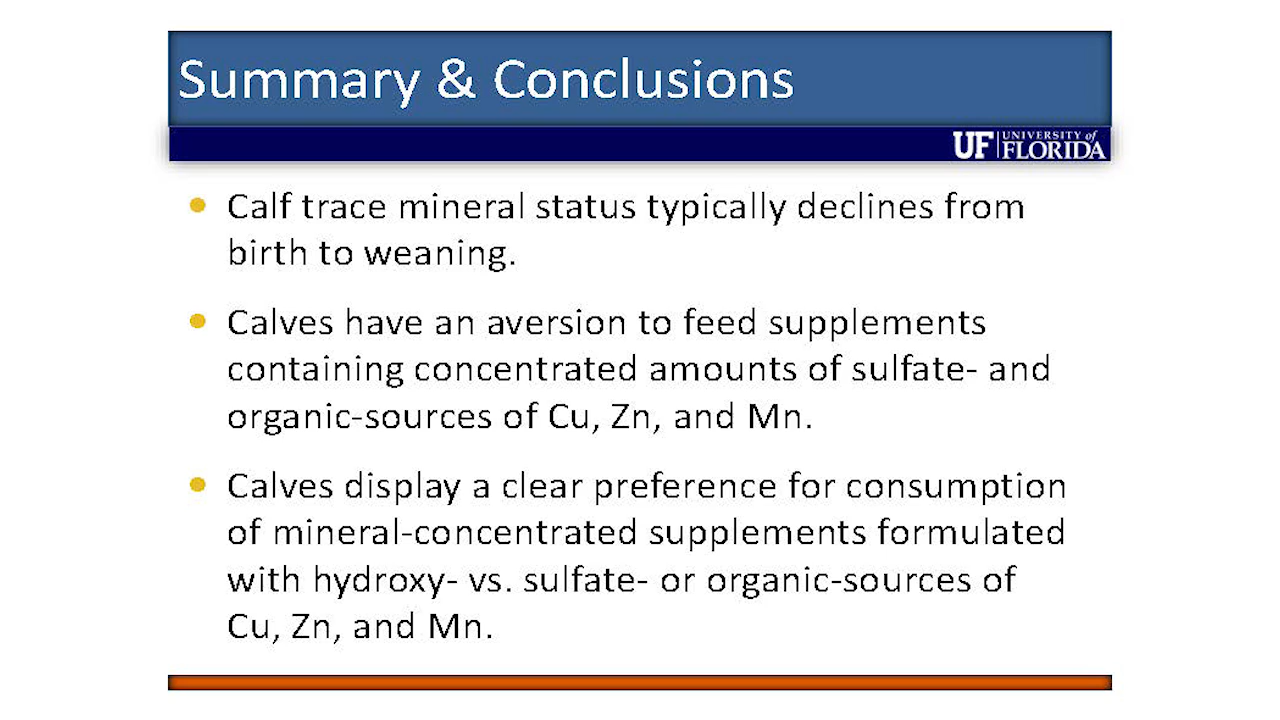 Summary & Conclusions
UF UNIVERSITY of
FLORIDA
Calf trace mineral status typically declines from
birth to weaning.
Calves have an aversion to feed supplements
containing concentrated amounts of sulfate- and
organic-sources of Cu, Zn, and Mn.
Calves display a clear preference for consumption
of mineral-concentrated supplements formulated
with hydroxy- vs. sulfate- or organic-sources of
Cu, Zn, and Mn.